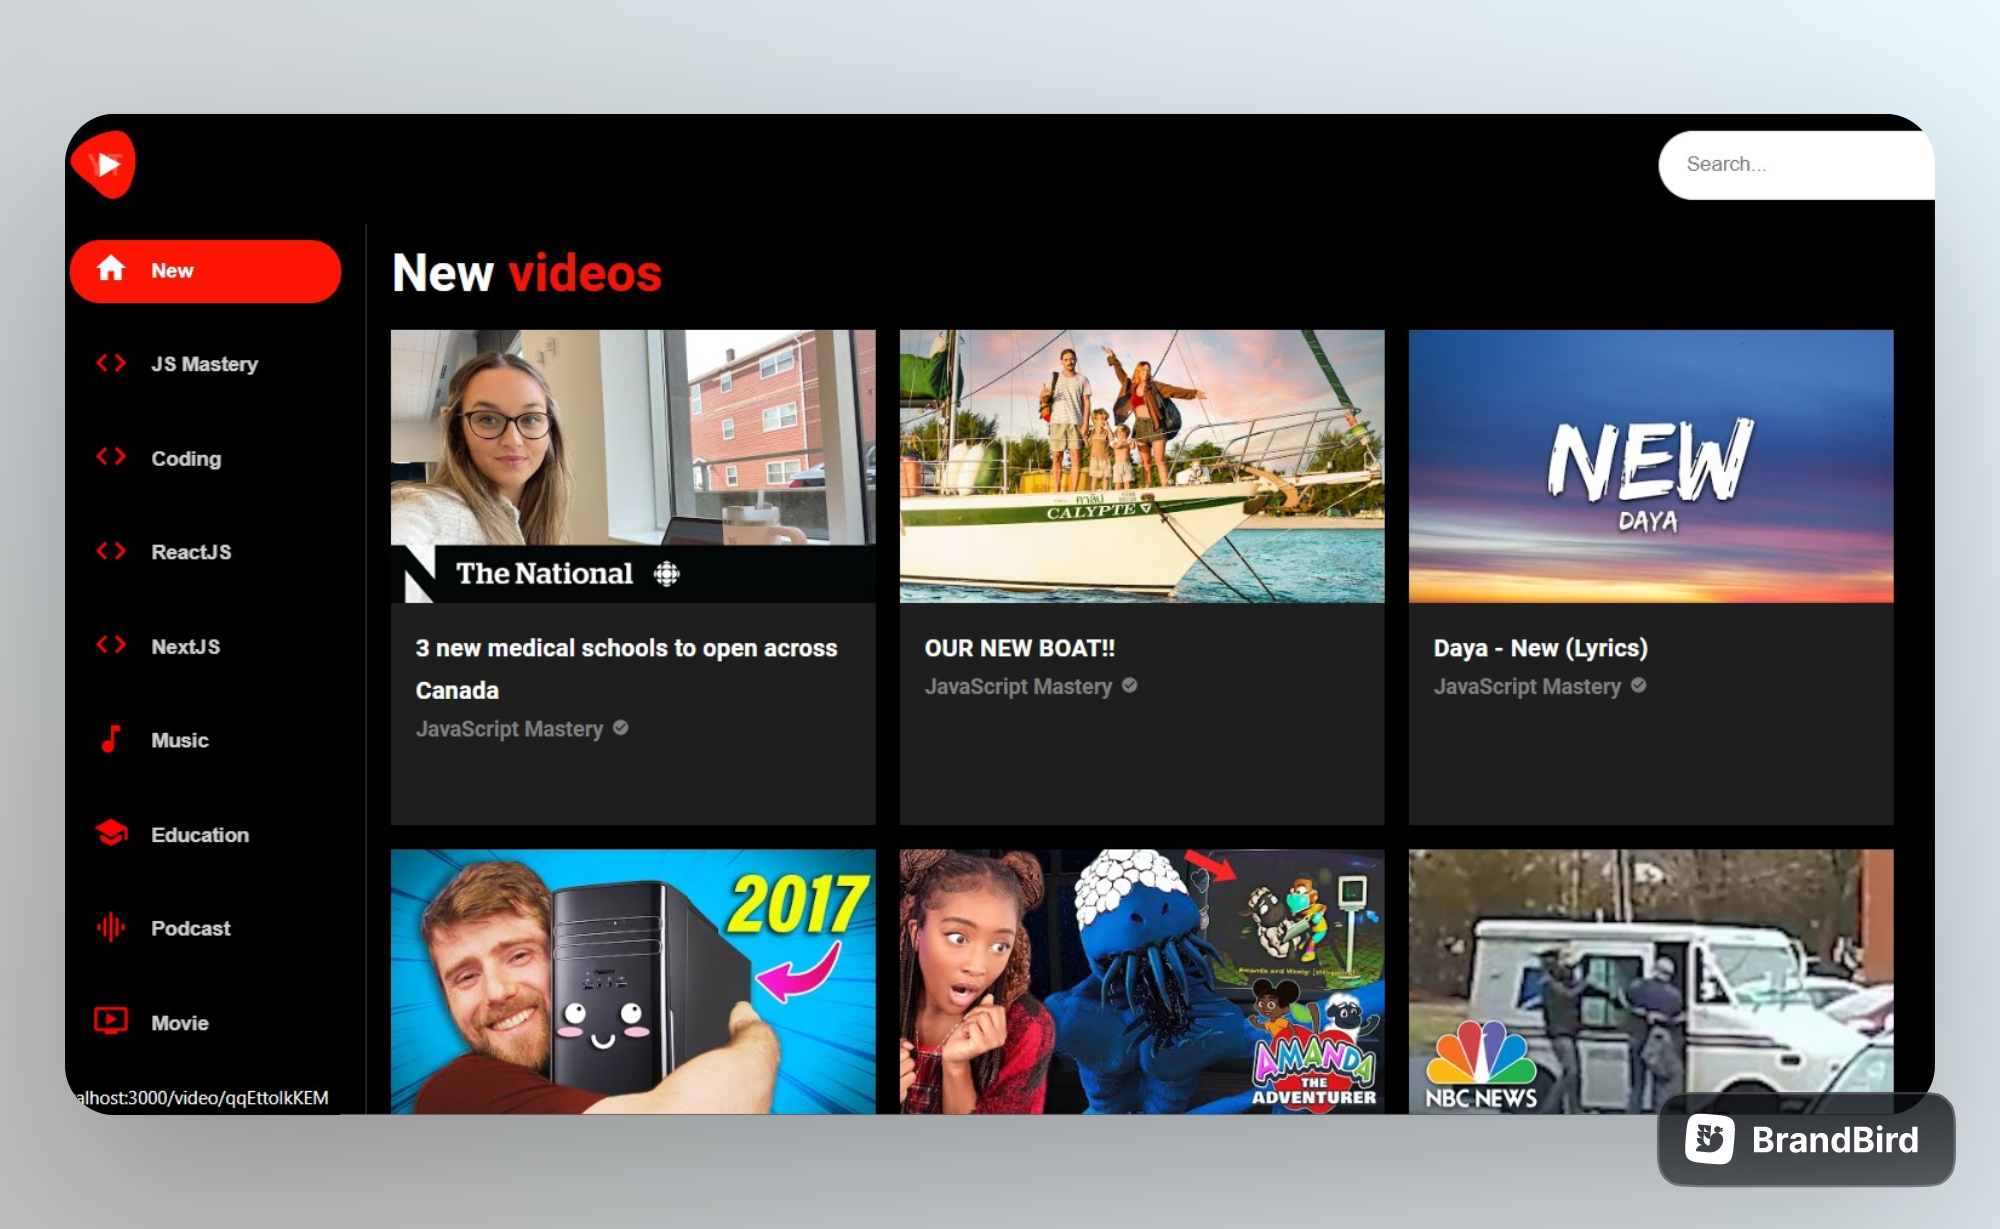 YT
Search...
New
JS Mastery
Coding
ReactJS
NextJS
Music
Education
Podcast
Movie
alhost:3000/video/qqEttolkKEM
New videos
The National
3 new medical schools to open across
Canada
JavaScript Mastery
CALYPTE
OUR NEW BOAT!!
JavaScript Mastery
NEW
DAYA
Daya - New (Lyrics)
JavaScript Mastery
2017
AMANDA
THE
ADVENTURER
NBC NEWS
BrandBird